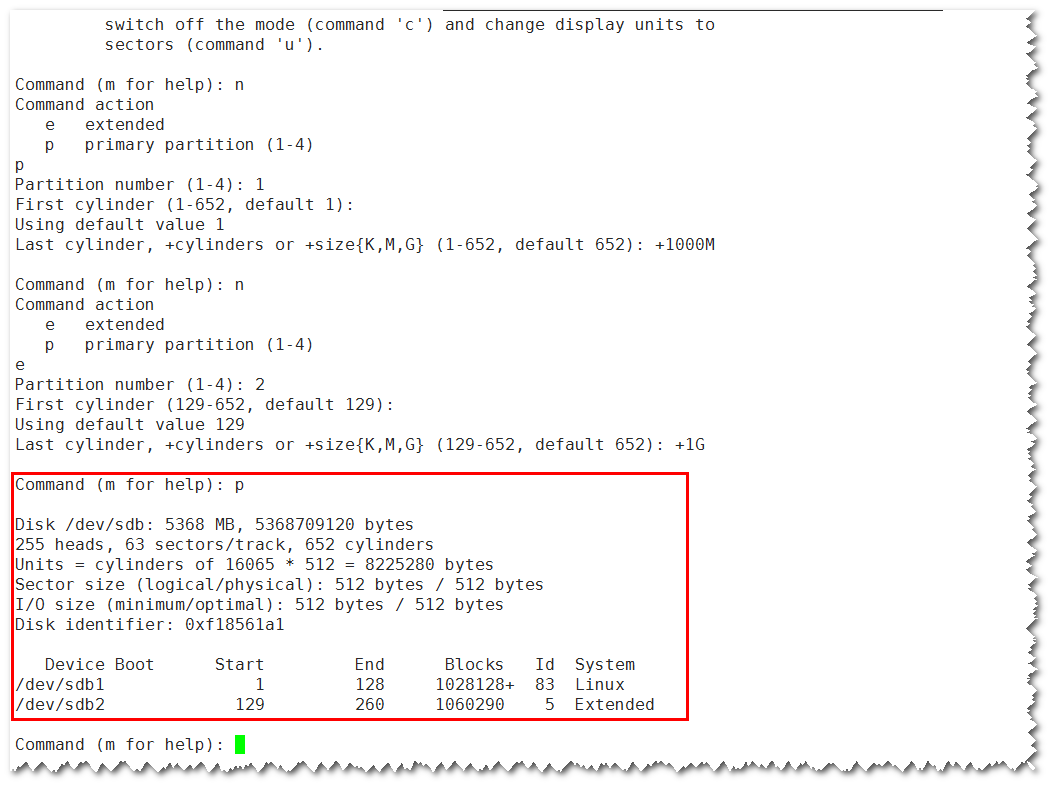 switch off the mode (command 'c') and change display units to
sectors (command 'u').
Command (m for help): n
Command action
e   extended
p   primary partition (1-4)
p
Partition number (1-4): 1
First cylinder (1-652, default 1):
Using default value 1
Last cylinder, +cylinders or +size{K,M,G} (1-652, default 652): +1000M
Command (m for help): n
Command action
e   extended
p   primary partition (1-4)
e
Partition number (1-4): 2
First cylinder (129-652, default 129):
Using default value 129
Last cylinder, +cylinders or +size{K,M,G} (129-652, default 652): +1G
Command (m for help): p
Disk /dev/sdb: 5368 MB, 5368709120 bytes
255 heads, 63 sectors/track, 652 cylinders
Units = cylinders of 16065 * 512 = 8225280 bytes
Sector size (logical/physical): 512 bytes / 512 bytes
I/O size (minimum/optimal): 512 bytes / 512 bytes
Disk identifier: 0xf18561a1
Device Boot      Start         End      Blocks   Id  System
/dev/sdb1               1         128     1028128+  83  Linux
/dev/sdb2             129         260     1060290    5  Extended
Command (m for help):